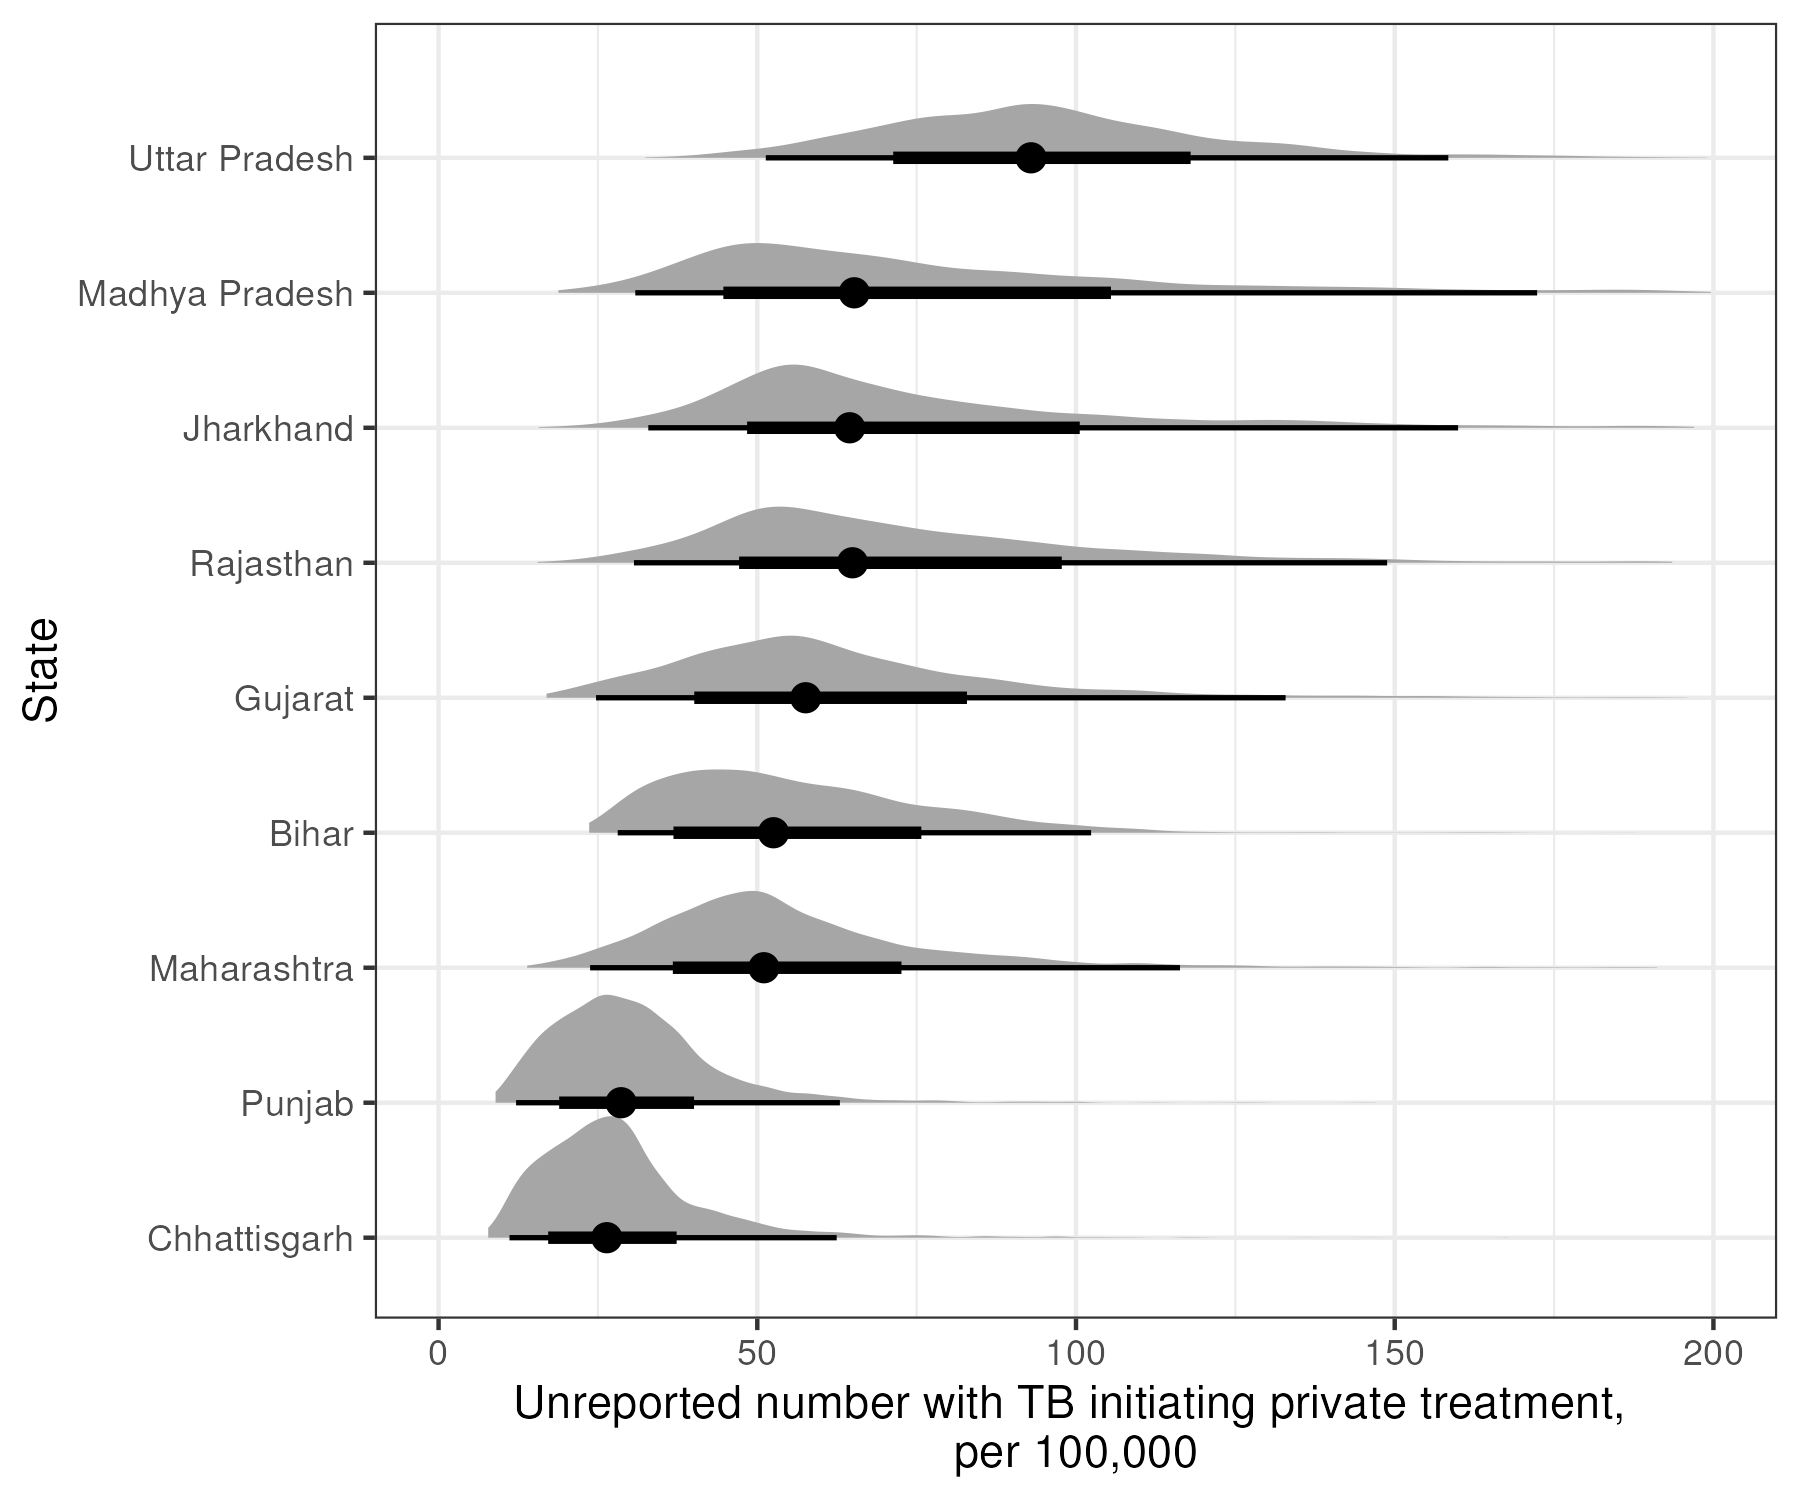 Uttar Pradesh
Madhya Pradesh
Jharkhand
Rajasthan
Gujarat
Bihar
Maharashtra
Punjab
Chhattisgarh
State
0 50 100 150 200
Unreported number with TB initiating private treatment,
per 100,000